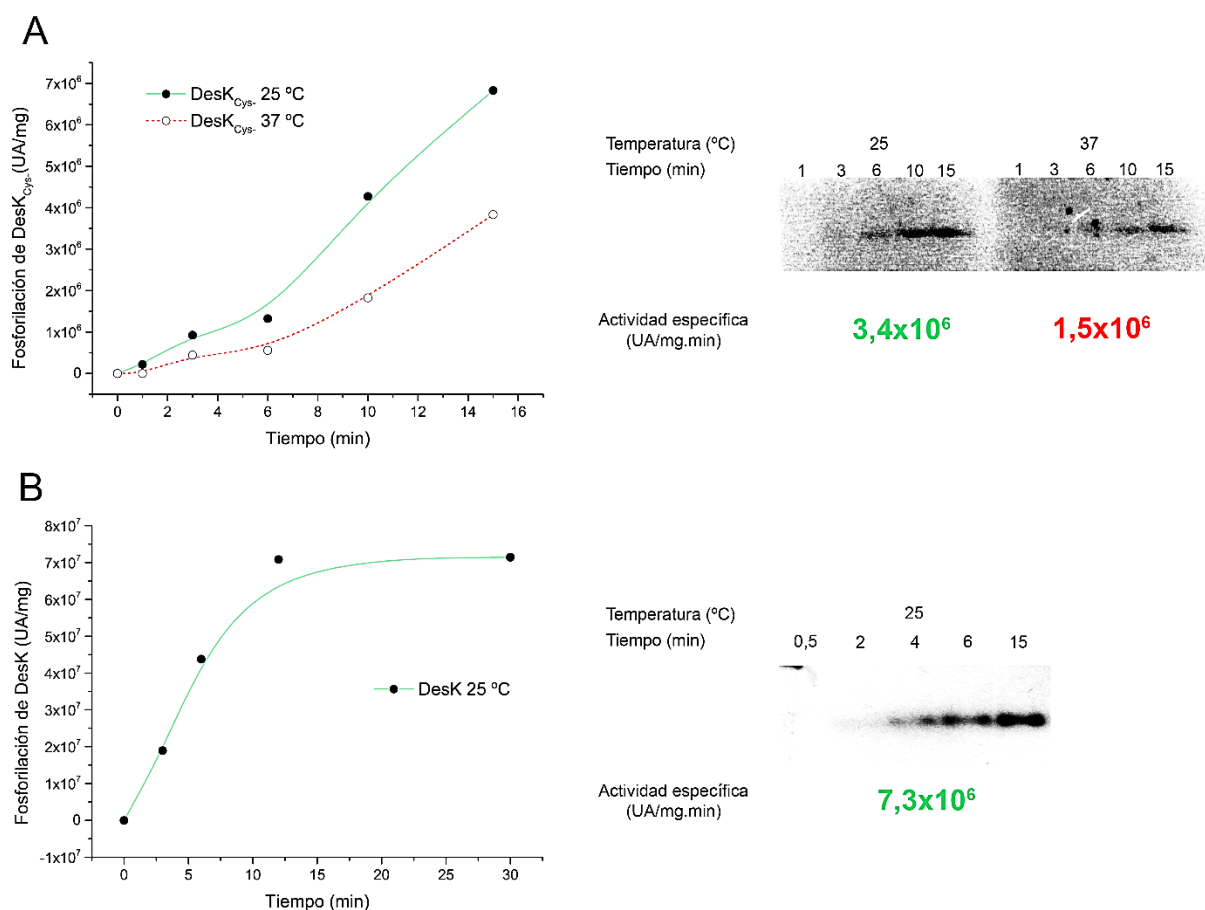 A
Fosforilación de DesK_Cys-(UA/mg)
7x10⁶
6x10⁶
5x10⁶
4x10⁶
3x10⁶
2x10⁶
1x10⁶
0
DesK_Cys- 25 ºC
DesK_Cys- 37 ºC
0 2 4 6 8 10 12 14 16
Tiempo (min)
Temperatura (ºC) 25 37
Tiempo (min) 1 3 6 10 15 1 3 6 10 15
Actividad específica
(UA/mg.min)
3,4x10⁶ 1,5x10⁶
B
Fosforilación de DesK (UA/mg)
8x10⁷
7x10⁷
6x10⁷
5x10⁷
4x10⁷
3x10⁷
2x10⁷
1x10⁷
0
-1x10⁷
DesK 25 ºC
0 5 10 15 20 25 30
Tiempo (min)
Temperatura (ºC) 25
Tiempo (min) 0,5 2 4 6 15
Actividad específica
(UA/mg.min)
7,3x10⁶